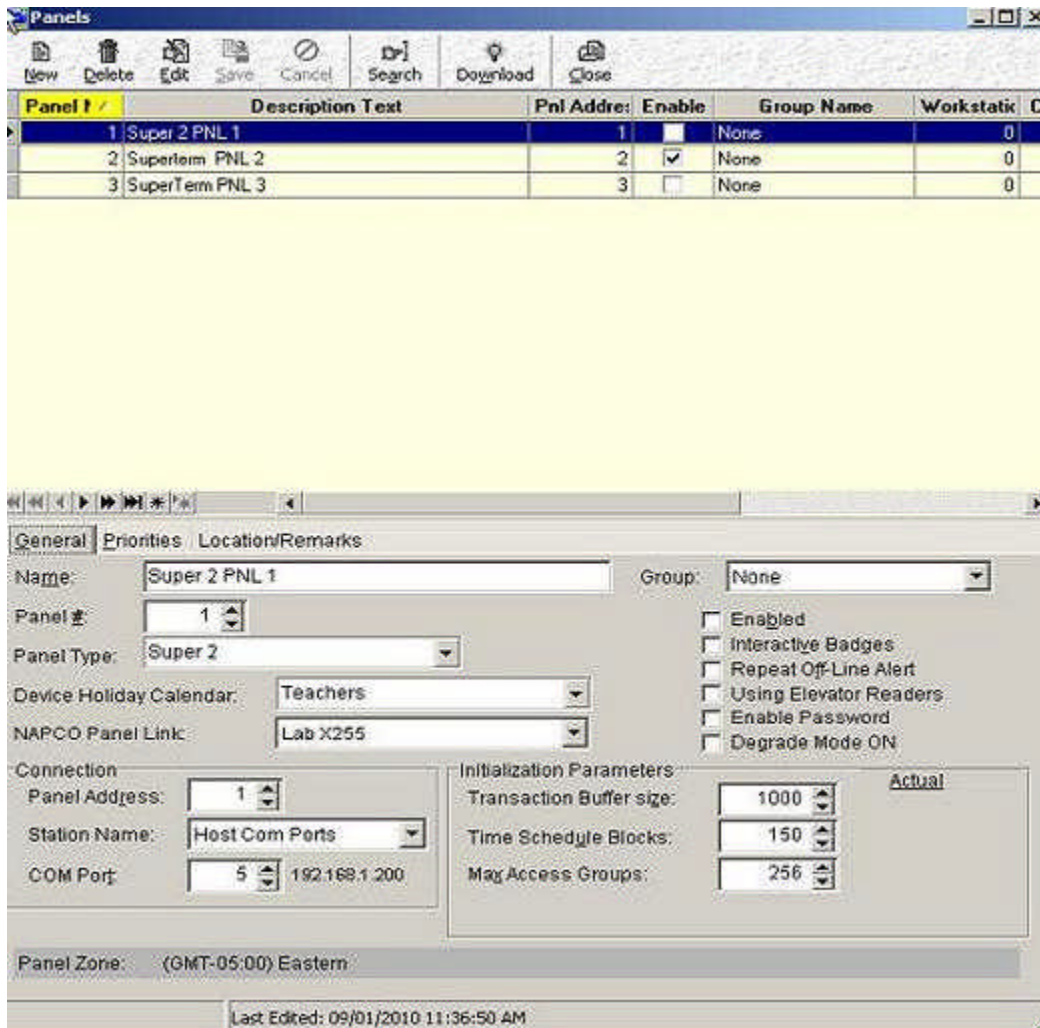 Panels
New Delete Edit Save Cancel Search Download Close
Panel Description Text Pnl Addre: Enable Group Name Workstatic C
1 Super 2 PNL 1 1 None 0
2 Superterm PNL 2 2 None 0
3 SuperTerm PNL 3 3 None 0
General Priorities Location/Remarks
Name: Super 2 PNL 1 Group: None
Panel #: 1 Enabled
Interactive Badges
Panel Type: Super 2 Repeat Off-Line Alert
Device Holiday Calendar: Teachers Using Elevator Readers
Enable Password
NAPCO Panel Link: Lab X255 Degrade Mode ON
Connection Initialization Parameters Actual
Panel Address: 1 Transaction Buffer size: 1000
Station Name: Host Com Ports Time Schedule Blocks: 150
COM Port: 5 192.168.1.200 Max Access Groups: 256
Panel Zone: (GMT-05:00) Eastern
Last Edited: 09/01/2010 11:36:50 AM